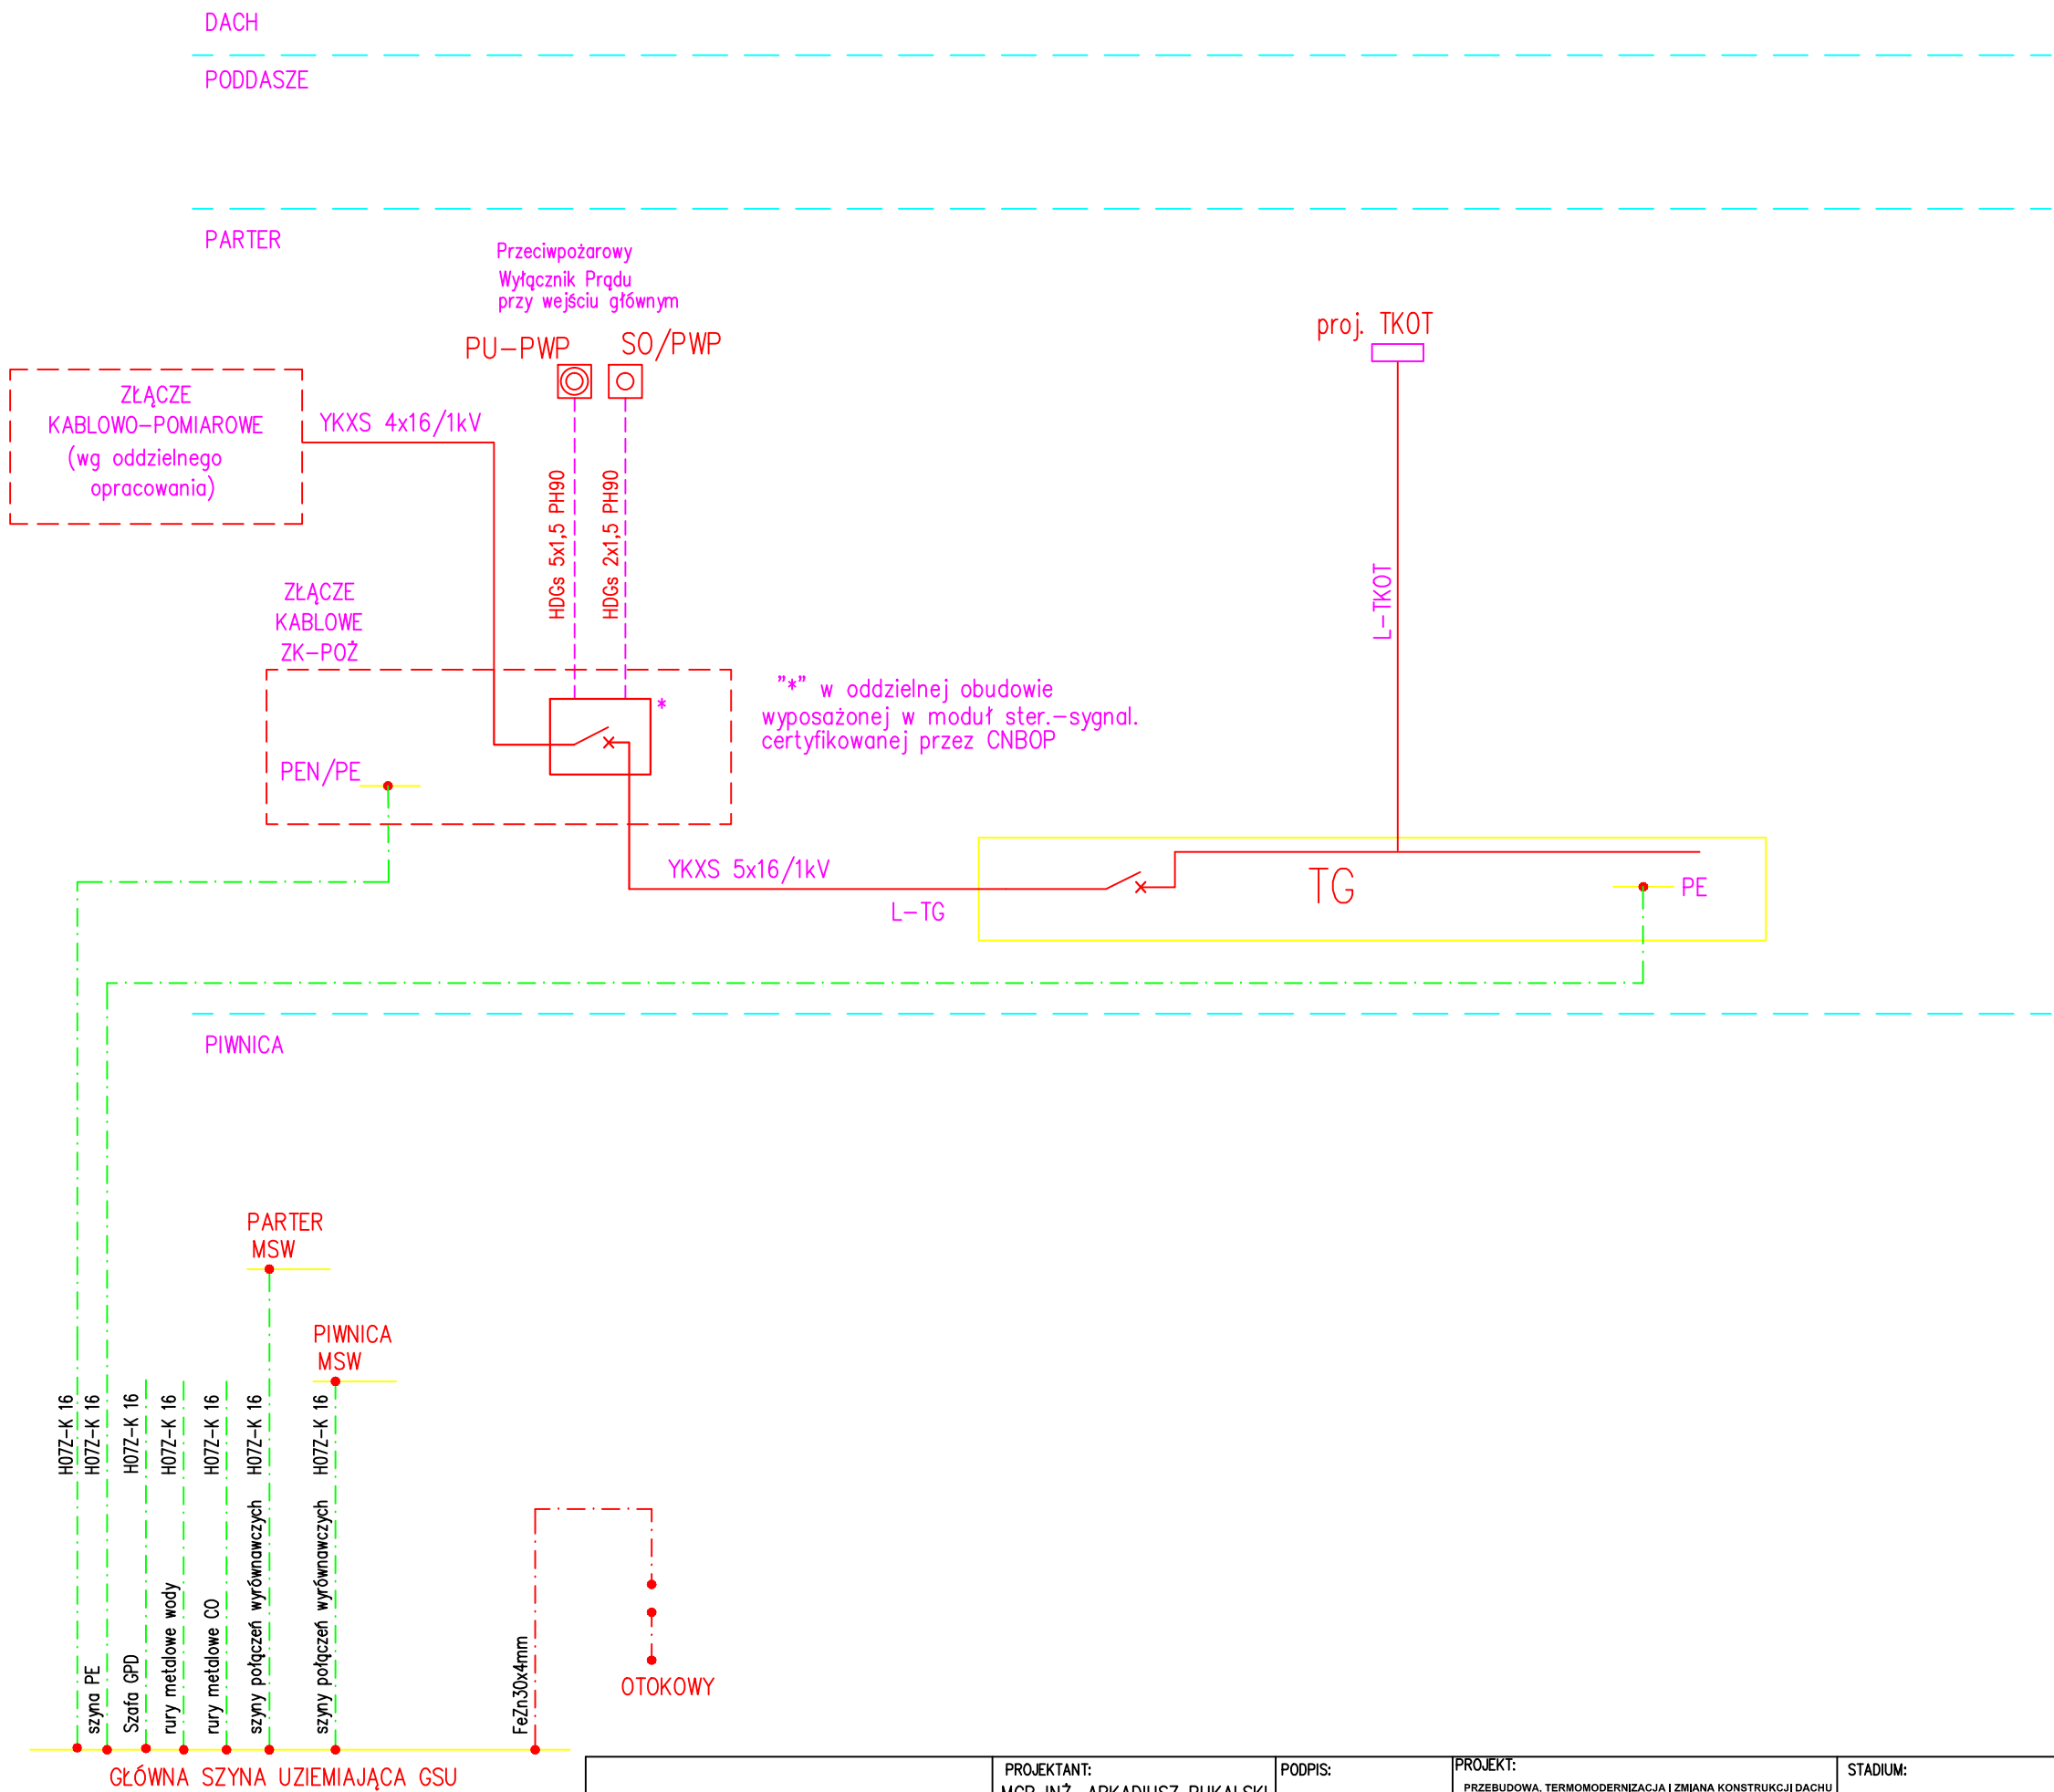 DACH
PODDASZE
PARTER
Przeciwpożarowy
Wyłącznik Prądu
przy wejściu głównym
PU-PWP
SO/PWP
proj. TKOT
ZŁĄCZE
KABLOWO-POMIAROWE
(wg oddzielnego
opracowania)
YKXS 4x16/1kV
HDGs 5x1,5 PH90
HDGs 2x1,5 PH90
L-TKOT
ZŁĄCZE
KABLOWE
ZK-POŻ
*
"*" w oddzielnej obudowie
wyposażonej w moduł ster.-sygnal.
certyfikowanej przez CNBOP
PEN/PE
YKXS 5x16/1kV
L-TG
TG
PE
PIWNICA
PARTER
MSW
PIWNICA
MSW
H07Z-K 16
szyna PE H07Z-K 16
Szafa GPD H07Z-K 16
rury metalowe wody H07Z-K 16
rury metalowe CO H07Z-K 16
szyny połączeń wyrównawczych H07Z-K 16
szyny połączeń wyrównawczych H07Z-K 16
FeZn30x4mm
OTOKOWY
GŁÓWNA SZYNA UZIEMIAJĄCA GSU
PROJEKTANT:
MGR INŻ. ARKADIUSZ RUKALSKI
PODPIS:
PROJEKT:
PRZEBUDOWA, TERMOMODERNIZACJA I ZMIANA KONSTRUKCJI DACHU
STADIUM: